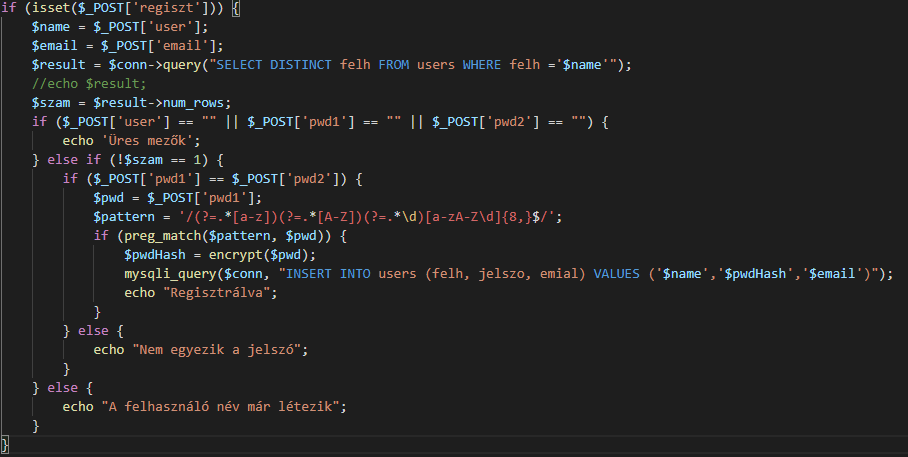 if (isset($_POST['regiszt'])) {
$name = $_POST['user'];
$email = $_POST['email'];
$result = $conn->query("SELECT DISTINCT felh FROM users WHERE felh ='$name'");
//echo $result;
$szam = $result->num_rows;
if ($_POST['user'] == "" || $_POST['pwd1'] == "" || $_POST['pwd2'] == "") {
echo 'Üres mezők';
} else if (!$szam == 1) {
if ($_POST['pwd1'] == $_POST['pwd2']) {
$pwd = $_POST['pwd1'];
$pattern = '/(?=.*[a-z])(?=.*[A-Z])(?=.*\d)[a-zA-Z\d]{8,}$/';
if (preg_match($pattern, $pwd)) {
$pwdHash = encrypt($pwd);
mysqli_query($conn, "INSERT INTO users (felh, jelszo, emial) VALUES ('$name','$pwdHash','$email')");
echo "Regisztrálva";
}
} else {
echo "Nem egyezik a jelszó";
}
} else {
echo "A felhasználó név már létezik";
}
}